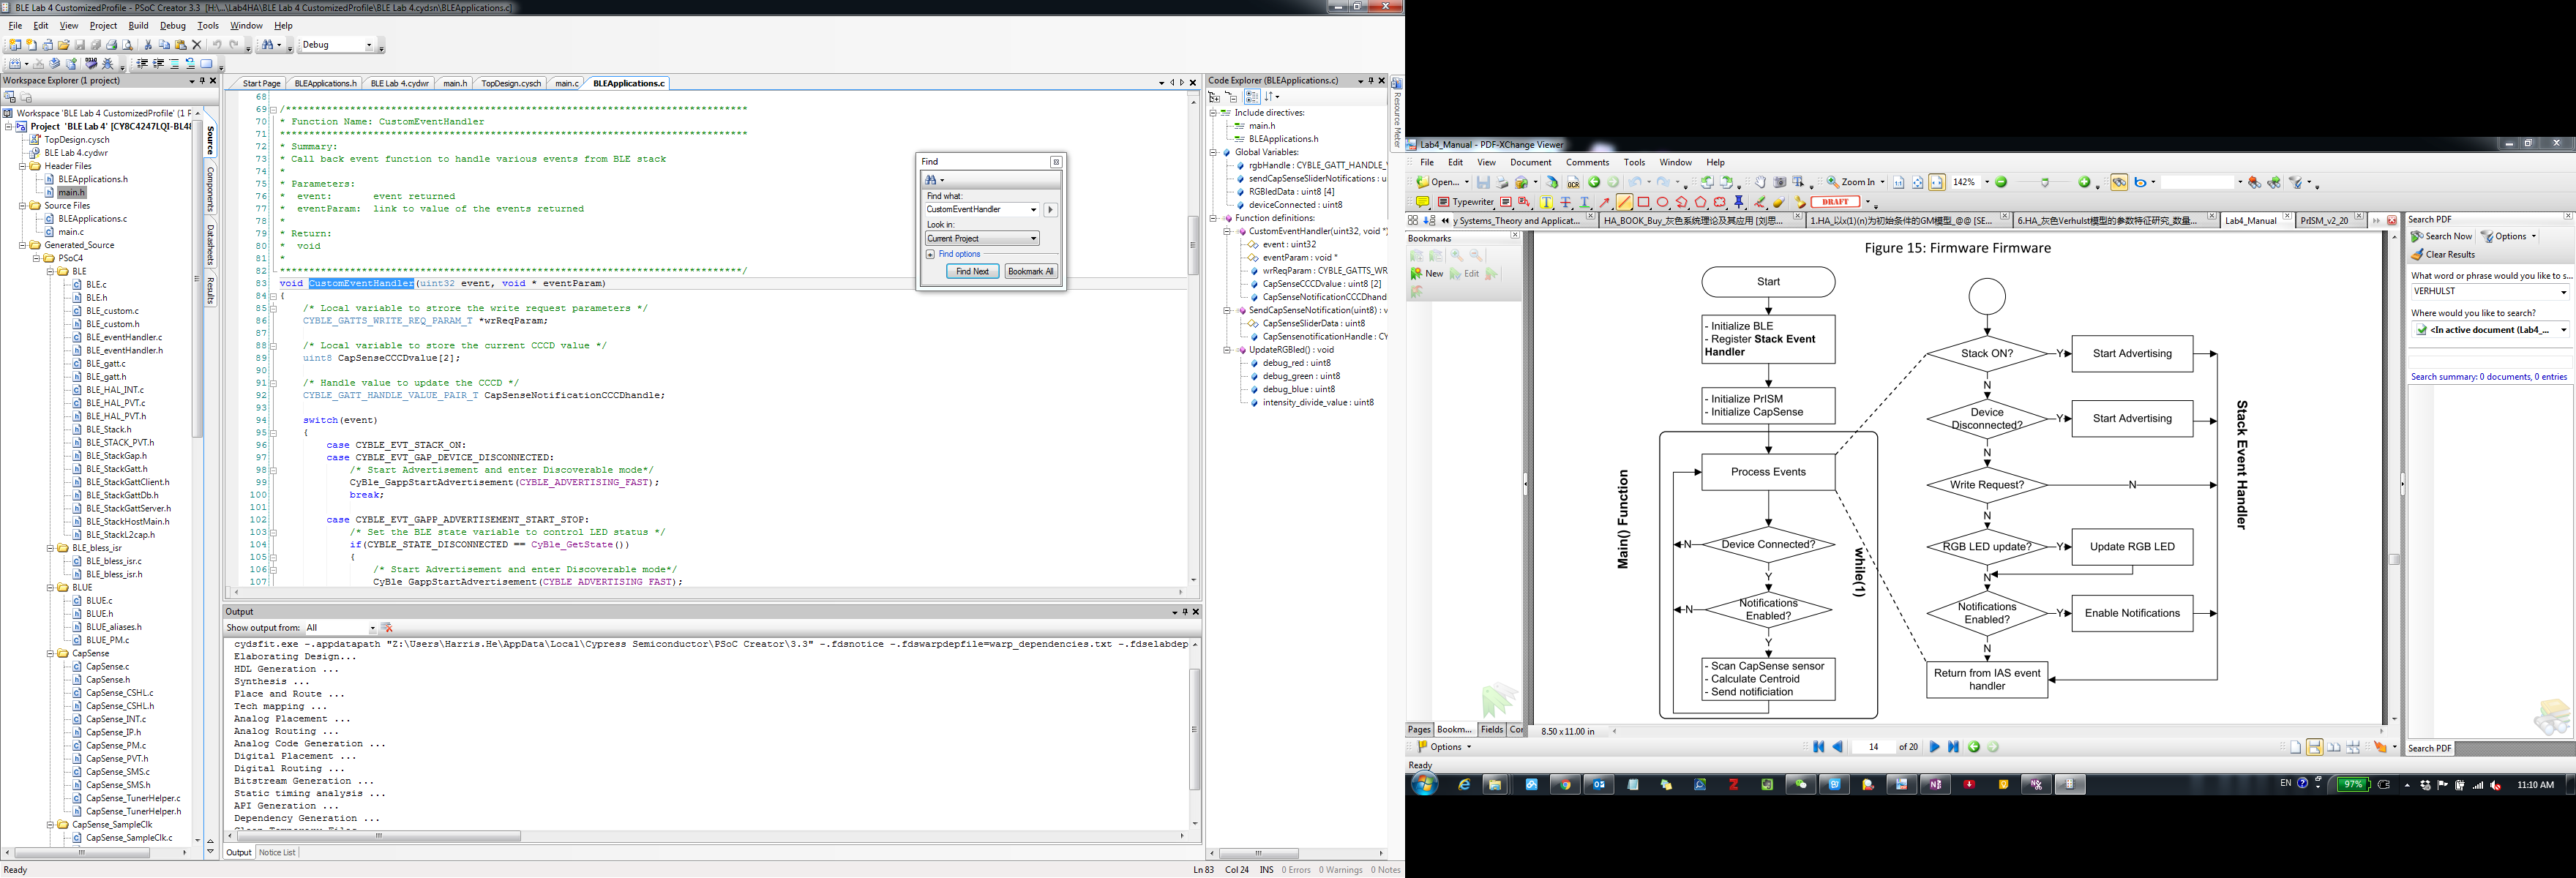 BLE Lab 4 CustomizedProfile - PSoC Creator 3.3 [H:\...\Lab4HA\BLE Lab 4 CustomizedProfile\BLE Lab 4.cydsn\BLEApplications.c]
File Edit View Project Build Debug Tools Window Help
Debug
Workspace Explorer (1 project)
Workspace 'BLE Lab 4 CustomizedProfile' (1 F
Project 'BLE Lab 4' [CY8C4247LQI-BL48
TopDesign.cysch
BLE Lab 4.cydwr
Header Files
BLEApplications.h
main.h
Source Files
BLEApplications.c
main.c
Generated_Source
PSoC4
BLE
BLE.c
BLE.h
BLE_custom.c
BLE_custom.h
BLE_eventHandler.c
BLE_eventHandler.h
BLE_gatt.c
BLE_gatt.h
BLE_HAL_INT.c
BLE_HAL_PVT.c
BLE_HAL_PVT.h
BLE_Stack.h
BLE_STACK_PVT.h
BLE_StackGap.h
BLE_StackGatt.h
BLE_StackGattClient.h
BLE_StackGattDb.h
BLE_StackGattServer.h
BLE_StackHostMain.h
BLE_StackL2cap.h
BLE_bless_isr
BLE_bless_isr.c
BLE_bless_isr.h
BLUE
BLUE.c
BLUE.h
BLUE_aliases.h
BLUE_PM.c
CapSense
CapSense.c
CapSense.h
CapSense_CSHL.c
CapSense_CSHL.h
CapSense_INT.c
CapSense_IP.h
CapSense_PM.c
CapSense_PVT.h
CapSense_SMS.c
CapSense_SMS.h
CapSense_TunerHelper.c
CapSense_TunerHelper.h
CapSense_SampleClk
CapSense_SampleClk.c
Source
Components
Datasheets
Results
Start Page BLEApplications.h BLE Lab 4.cydwr main.h TopDesign.cysch main.c BLEApplications.c
68
69 /*******************************************************************************
70 * Function Name: CustomEventHandler
71 ********************************************************************************
72 * Summary:
73 * Call back event function to handle various events from BLE stack
74 *
75 * Parameters:
76 * event: event returned
77 * eventParam: link to value of the events returned
78 *
79 * Return:
80 * void
81 *
82 *******************************************************************************/
83 void CustomEventHandler(uint32 event, void * eventParam)
84 {
85 /* Local variable to strore the write request parameters */
86 CYBLE_GATTS_WRITE_REQ_PARAM_T *wrReqParam;
87
88 /* Local variable to store the current CCCD value */
89 uint8 CapSenseCCCDvalue[2];
90
91 /* Handle value to update the CCCD */
92 CYBLE_GATT_HANDLE_VALUE_PAIR_T CapSenseNotificationCCCDhandle;
93
94 switch(event)
95 {
96 case CYBLE_EVT_STACK_ON:
97 case CYBLE_EVT_GAP_DEVICE_DISCONNECTED:
98 /* Start Advertisement and enter Discoverable mode*/
99 CyBle_GappStartAdvertisement(CYBLE_ADVERTISING_FAST);
100 break;
101
102 case CYBLE_EVT_GAPP_ADVERTISEMENT_START_STOP:
103 /* Set the BLE state variable to control LED status */
104 if(CYBLE_STATE_DISCONNECTED == CyBle_GetState())
105 {
106 /* Start Advertisement and enter Discoverable mode*/
107 CyBle_GappStartAdvertisement(CYBLE_ADVERTISING_FAST);
Find
Find what:
CustomEventHandler
Look in:
Current Project
Find options
Find Next Bookmark All
Output
Show output from: All
cydsfit.exe -.appdatapath "Z:\Users\Harris.He\AppData\Local\Cypress Semiconductor\PSoC Creator\3.3" -.fdsnotice -.fdswarpdepfile=warp_dependencies.txt -.fdselabdep
Elaborating Design...
HDL Generation ...
Synthesis ...
Place and Route ...
Tech mapping ...
Analog Placement ...
Analog Routing ...
Analog Code Generation ...
Digital Placement ...
Digital Routing ...
Bitstream Generation ...
Static timing analysis ...
API Generation ...
Dependency Generation ...
Output Notice List
Ready
Ln 83 Col 24 INS 0 Errors 0 Warnings 0 Notes
Code Explorer (BLEApplications.c)
Include directives:
main.h
BLEApplications.h
Global Variables:
rgbHandle : CYBLE_GATT_HANDLE_
sendCapSenseSliderNotifications : u
RGBledData : uint8 [4]
deviceConnected : uint8
Function definitions:
CustomEventHandler(uint32, void *)
event : uint32
eventParam : void *
wrReqParam : CYBLE_GATTS_WR
CapSenseCCCDvalue : uint8 [2]
CapSenseNotificationCCCDhand
SendCapSenseNotification(uint8) : v
CapSenseSliderData : uint8
CapSensenotificationHandle : CY
UpdateRGBled() : void
debug_red : uint8
debug_green : uint8
debug_blue : uint8
intensity_divide_value : uint8
Resource Meter
Lab4_Manual - PDF-XChange Viewer
File Edit View Document Comments Tools Window Help
Open... OCR Zoom In 142%
Typewriter DRAFT
y Systems_Theory and Applicat... HA_BOOK_Buy_灰色系统理论及其应用 [刘思... 1.HA_以x(1)(n)为初始条件的GM模型_@@ [SE... 6.HA_灰色Verhulst模型的参数特征研究_数量... Lab4_Manual PrISM_v2_20
Bookmarks
New Edit
Figure 15: Firmware Firmware
Start
- Initialize BLE
- Register Stack Event
Handler
- Initialize PrISM
- Initialize CapSense
Process Events
Device Connected?
N
Y
Notifications
Enabled?
N
Y
- Scan CapSense sensor
- Calculate Centroid
- Send notificiation
Main() Function
while(1)
Stack ON?
Y
Start Advertising
N
Device
Disconnected?
Y
Start Advertising
N
Write Request?
N
N
RGB LED update?
Y
Update RGB LED
N
Notifications
Enabled?
Y
Enable Notifications
N
Return from IAS event
handler
Stack Event Handler
Search PDF
Search Now Options
Clear Results
What word or phrase would you like to s...
VERHULST
Where would you like to search?
<In active document (Lab4_...
Search summary: 0 documents, 0 entries
Pages Bookm... Fields Cor
8.50 x 11.00 in
Options
14 of 20
Search PDF
Ready
EN 97% 11:10 AM